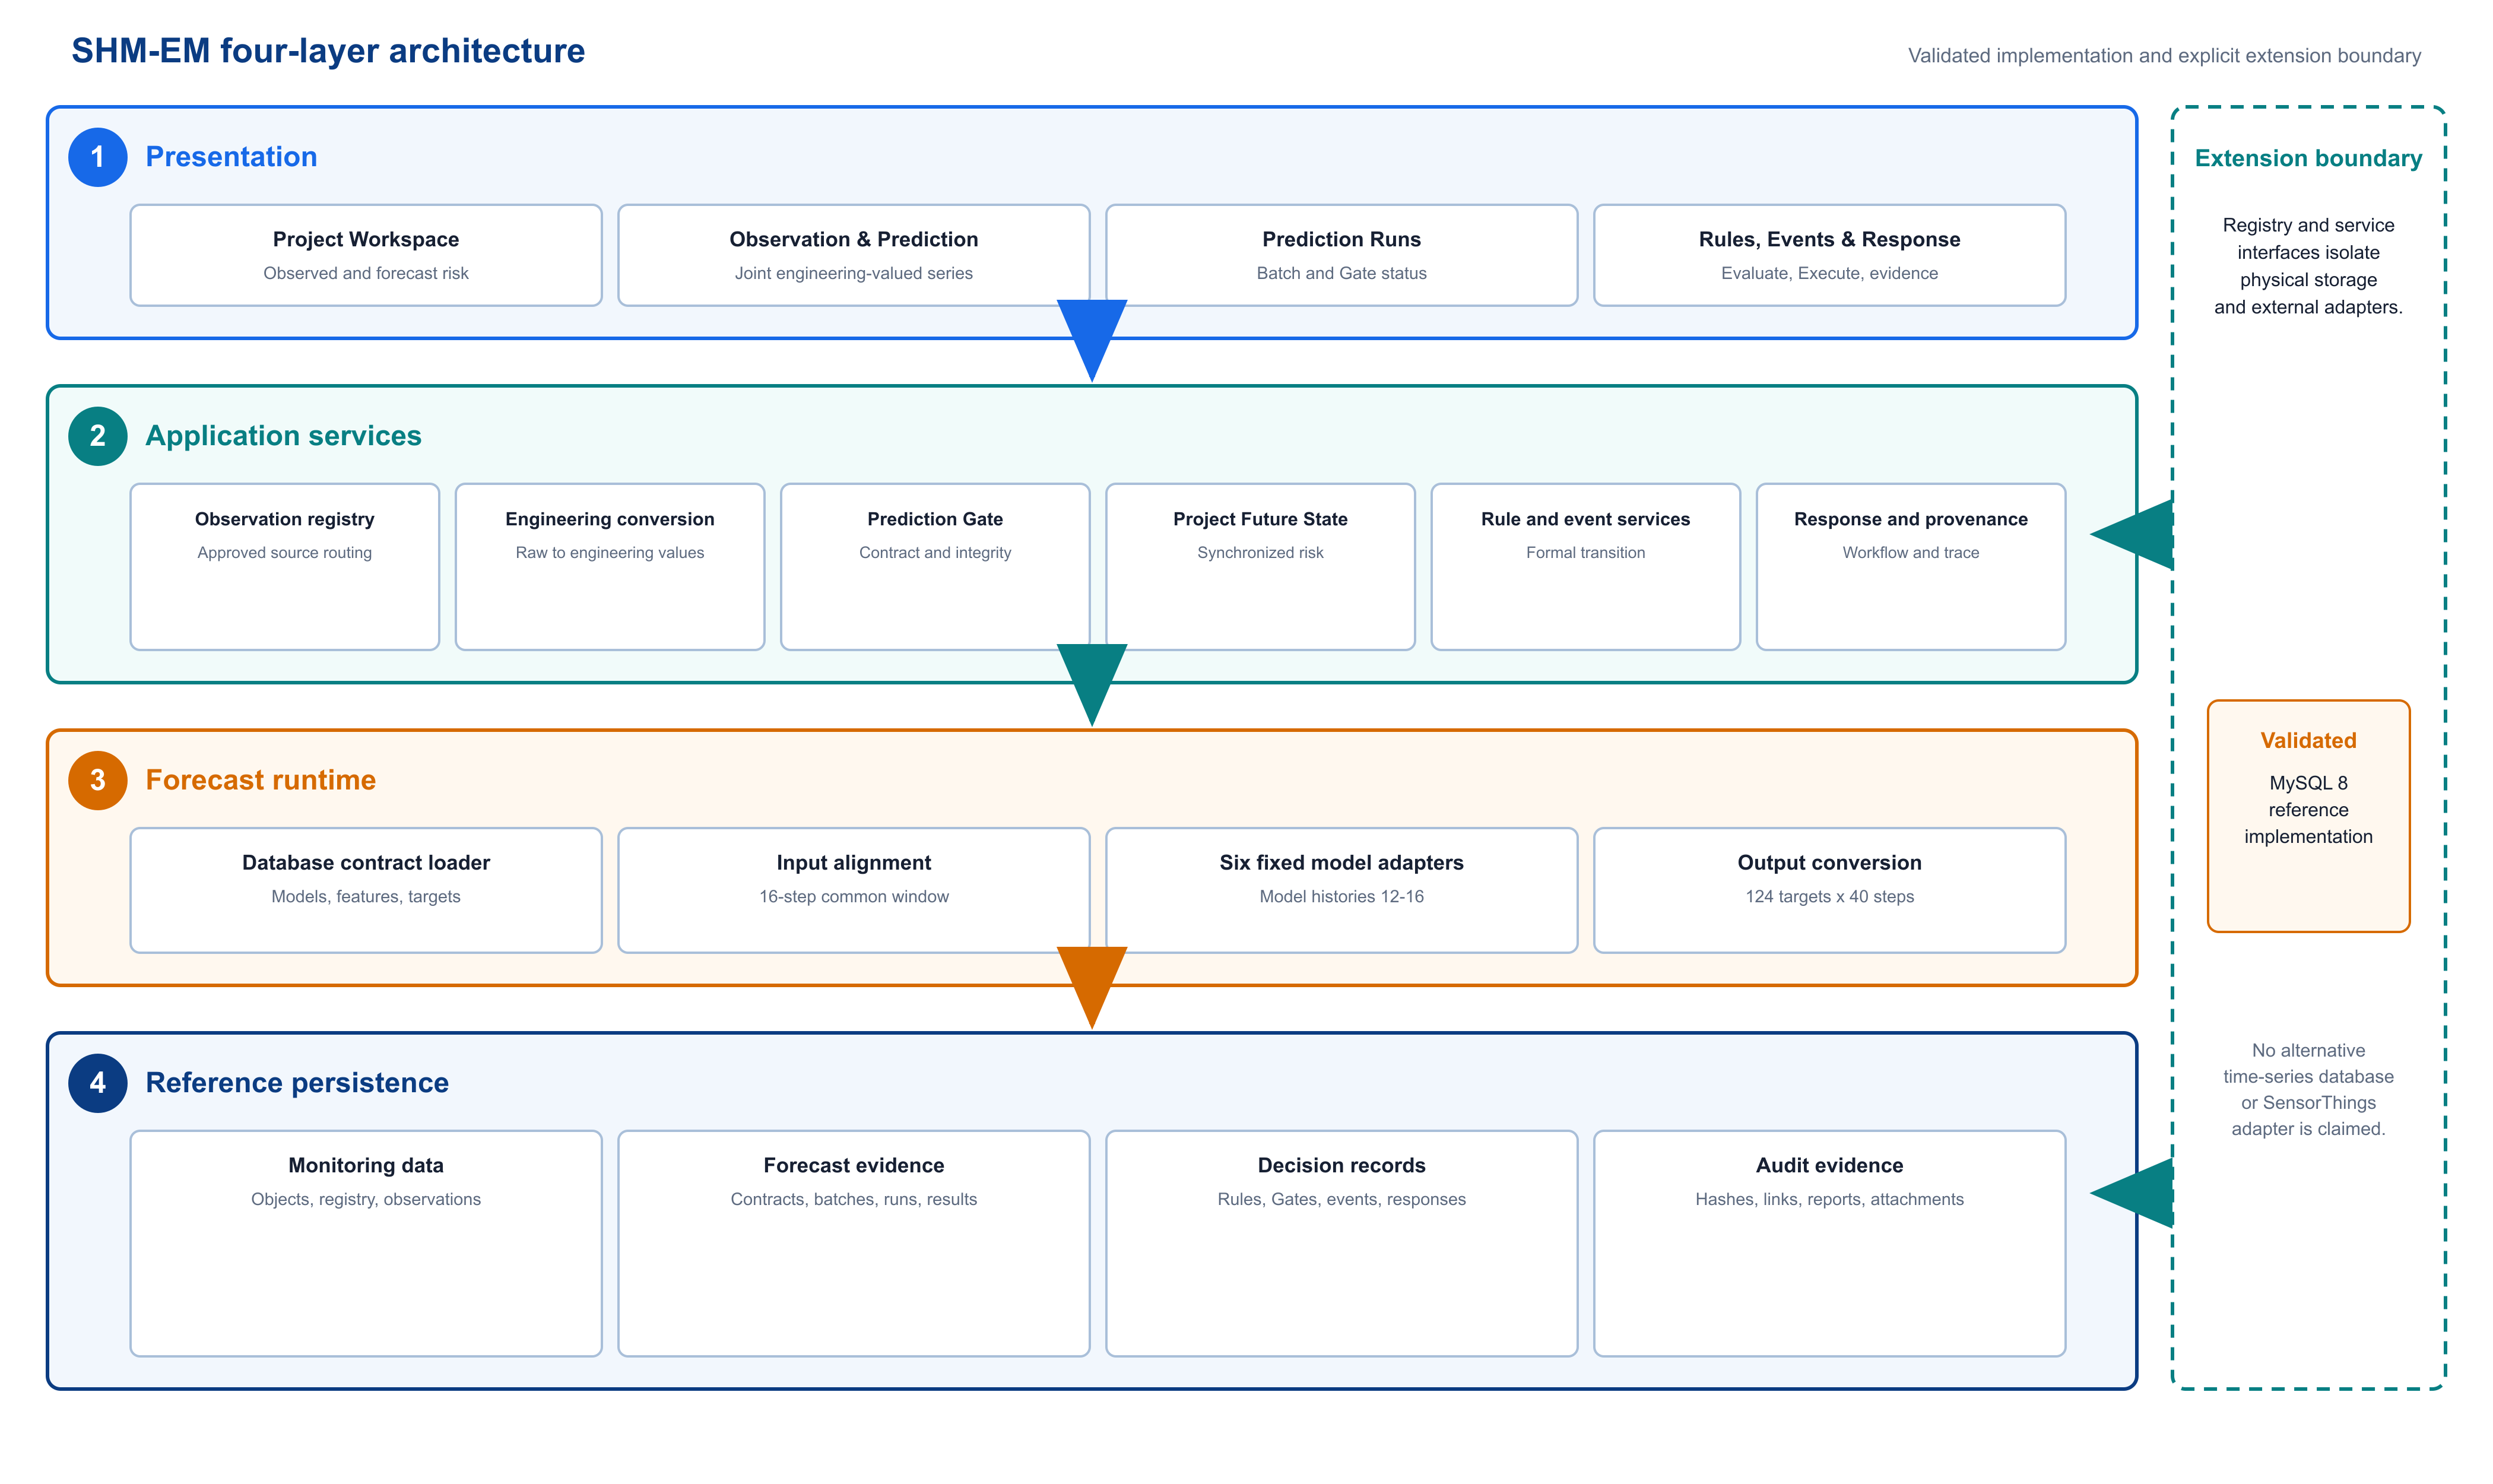 SHM-EM four-layer architecture
Validated implementation and explicit extension boundary
1
Presentation
Project Workspace
Observed and forecast risk
Observation & Prediction
Joint engineering-valued series
Prediction Runs
Batch and Gate status
Rules, Events & Response
Evaluate, Execute, evidence
2
Application services
Observation registry
Approved source routing
Engineering conversion
Raw to engineering values
Prediction Gate
Contract and integrity
Project Future State
Synchronized risk
Rule and event services
Formal transition
Response and provenance
Workflow and trace
3
Forecast runtime
Database contract loader
Models, features, targets
Input alignment
16-step common window
Six fixed model adapters
Model histories 12-16
Output conversion
124 targets x 40 steps
4
Reference persistence
Monitoring data
Objects, registry, observations
Forecast evidence
Contracts, batches, runs, results
Decision records
Rules, Gates, events, responses
Audit evidence
Hashes, links, reports, attachments
Extension boundary
Registry and service
interfaces isolate
physical storage
and external adapters.
Validated
MySQL 8
reference
implementation
No alternative
time-series database
or SensorThings
adapter is claimed.